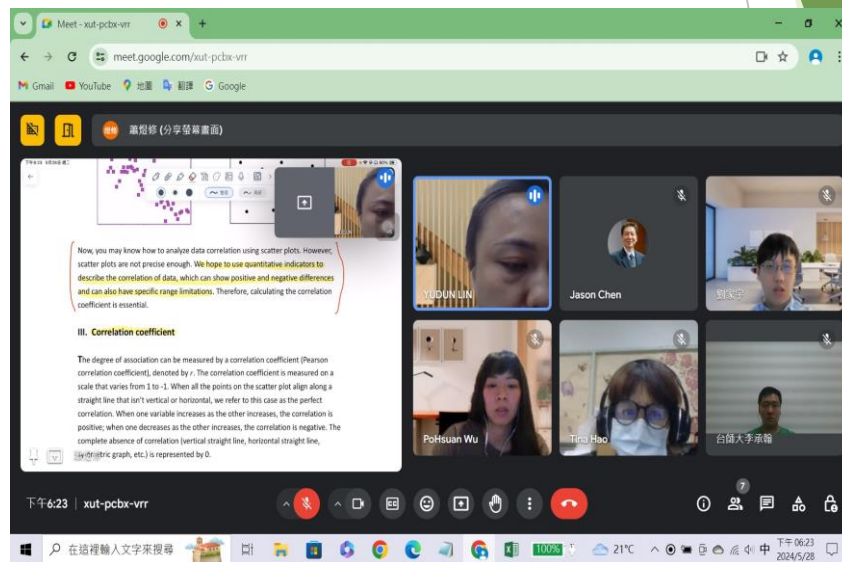 Meet - xut-pcbx-vrr
meet.google.com/xut-pcbx-vrr
Gmail YouTube 地圖 翻譯 Google
蕭煜修 (分享螢幕畫面)
Now, you may know how to analyze data correlation using scatter plots. However,
scatter plots are not precise enough. We hope to use quantitative indicators to
describe the correlation of data, which can show positive and negative differences
and can also have specific range limitations. Therefore, calculating the correlation
coefficient is essential.
III. Correlation coefficient
The degree of association can be measured by a correlation coefficient (Pearson
correlation coefficient), denoted by r. The correlation coefficient is measured on a
scale that varies from 1 to -1. When all the points on the scatter plot align along a
straight line that isn't vertical or horizontal, we refer to this case as the perfect
correlation. When one variable increases as the other increases, the correlation is
positive; when one decreases as the other increases, the correlation is negative. The
complete absence of correlation (vertical straight line, horizontal straight line,
graph, etc.) is represented by 0.
YUDUN LIN
Jason Chen
PoHsuan Wu
Tina Hao
台師大李承翰
下午6:23 | xut-pcbx-vrr
7
在這裡輸入文字來搜尋
100%
21°C
中
下午 06:23
2024/5/28